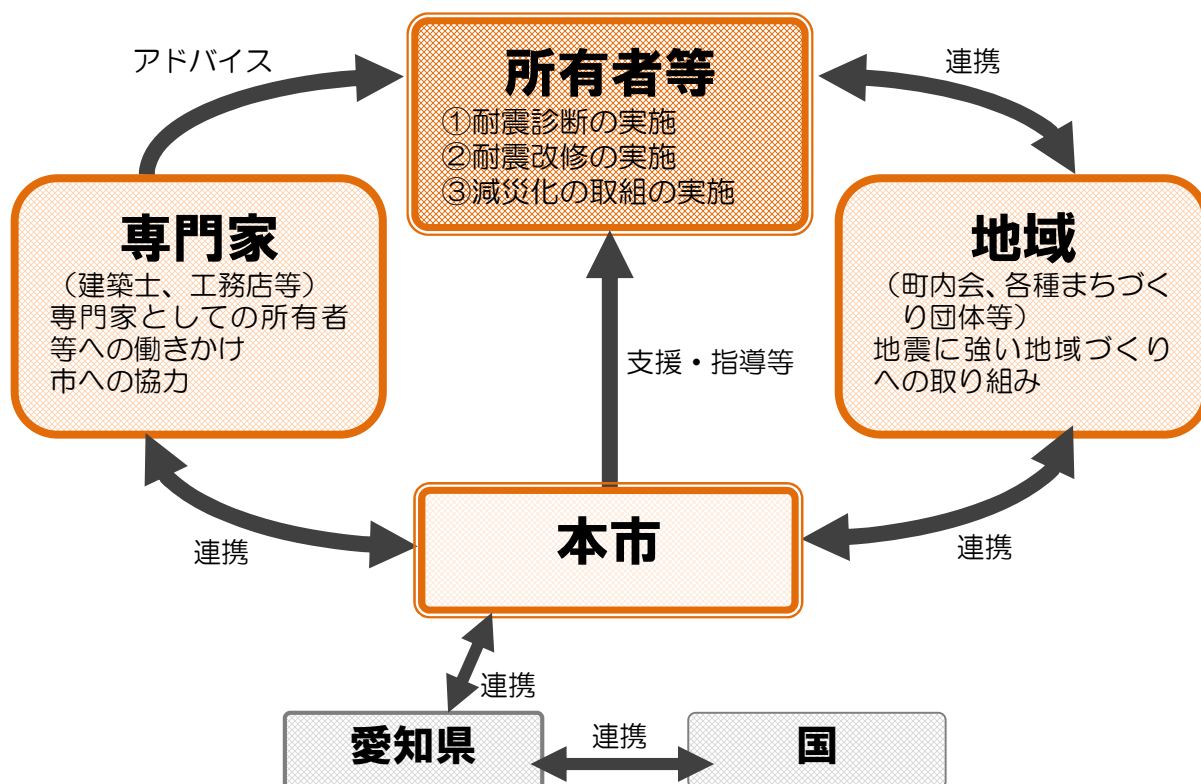 アドバイス
所有者等
①耐震診断の実施
②耐震改修の実施
③減災化の取組の実施
連携
専門家
（建築士、工務店等）
専門家としての所有者
等への働きかけ
市への協力
地域
（町内会、各種まちづく
り団体等）
地震に強い地域づくり
への取り組み
支援・指導等
連携
本市
連携
連携
愛知県
連携
国